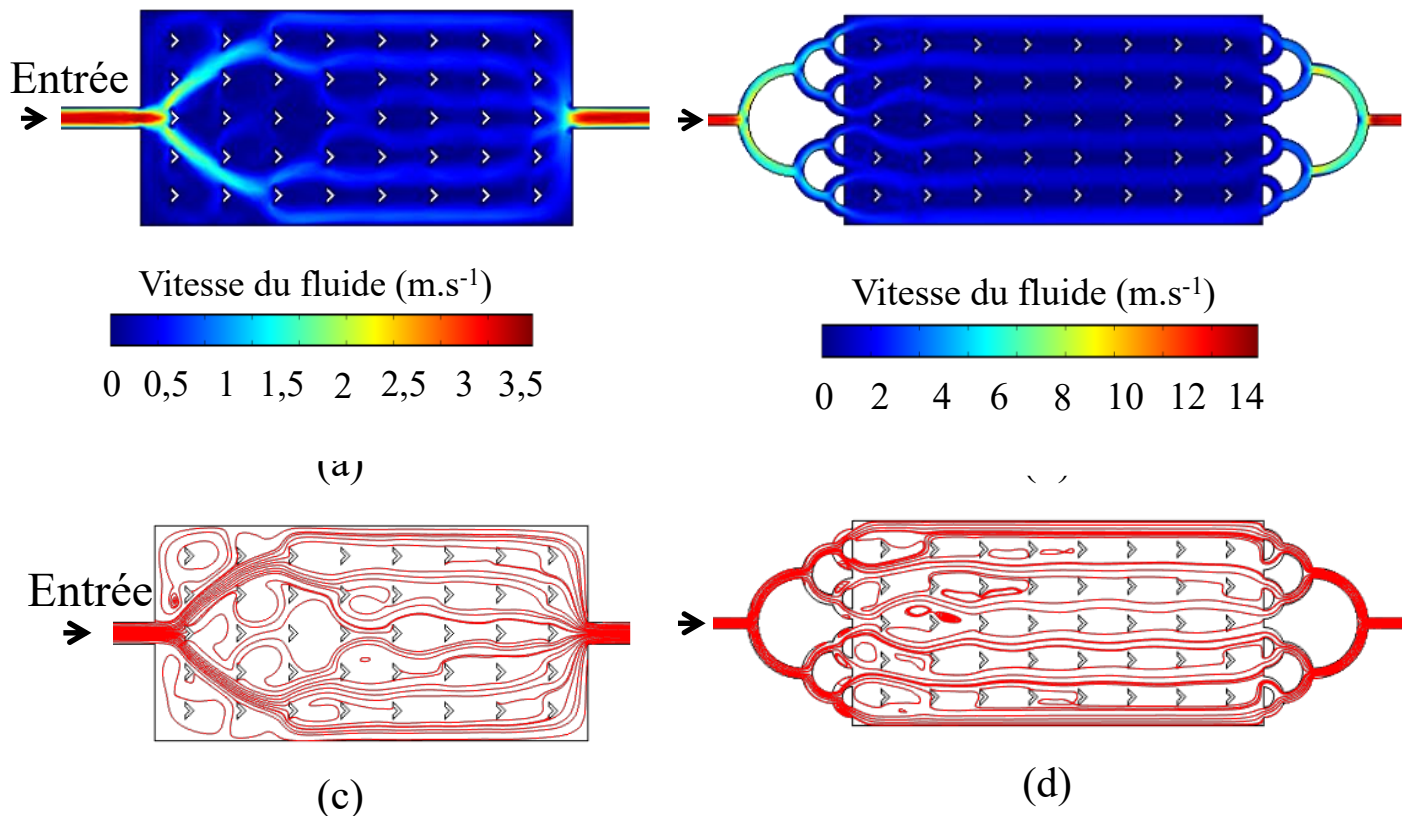 Entrée
Vitesse du fluide (m.s-1)
0 0,5 1 1,5 2 2,5 3 3,5
Vitesse du fluide (m.s-1)
0 2 4 6 8 10 12 14
(a)
Entrée
(c)
(d)